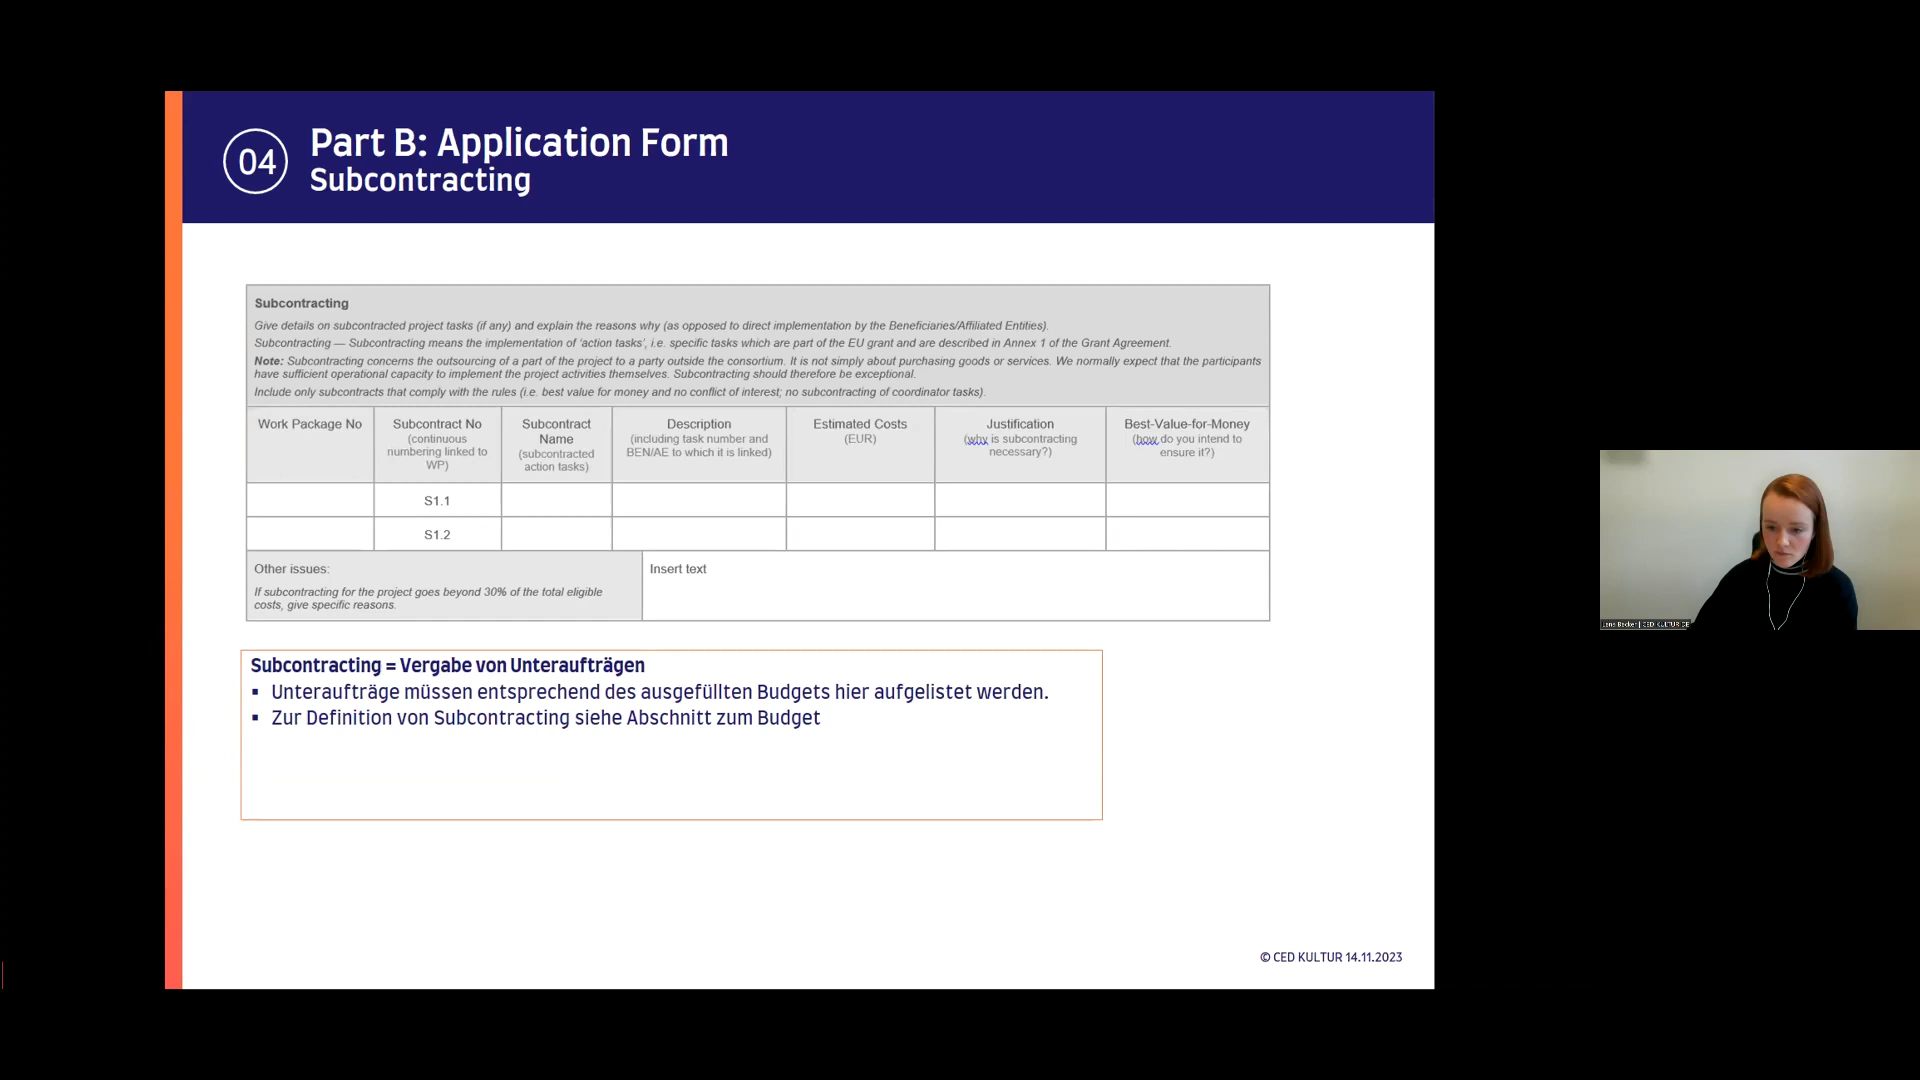 04
Part B: Application Form
Subcontracting
Subcontracting
Give details on subcontracted project tasks (if any) and explain the reasons why (as opposed to direct implementation by the Beneficiaries/Affiliated Entities).
Subcontracting — Subcontracting means the implementation of ‘action tasks’, i.e. specific tasks which are part of the EU grant and are described in Annex 1 of the Grant Agreement.
Note: Subcontracting concerns the outsourcing of a part of the project to a party outside the consortium. It is not simply about purchasing goods or services. We normally expect that the participants
have sufficient operational capacity to implement the project activities themselves. Subcontracting should therefore be exceptional.
Include only subcontracts that comply with the rules (i.e. best value for money and no conflict of interest; no subcontracting of coordinator tasks).
Work Package No
Subcontract No
(continuous
numbering linked to
WP)
Subcontract
Name
(subcontracted
action tasks)
Description
(including task number and
BEN/AE to which it is linked)
Estimated Costs
(EUR)
Justification
(why is subcontracting
necessary?)
Best-Value-for-Money
(how do you intend to
ensure it?)
S1.1
S1.2
Other issues:
If subcontracting for the project goes beyond 30% of the total eligible
costs, give specific reasons.
Insert text
Subcontracting = Vergabe von Unteraufträgen
▪ Unteraufträge müssen entsprechend des ausgefüllten Budgets hier aufgelistet werden.
▪ Zur Definition von Subcontracting siehe Abschnitt zum Budget
© CED KULTUR 14.11.2023
Lena Becker | CED KULTUR DE